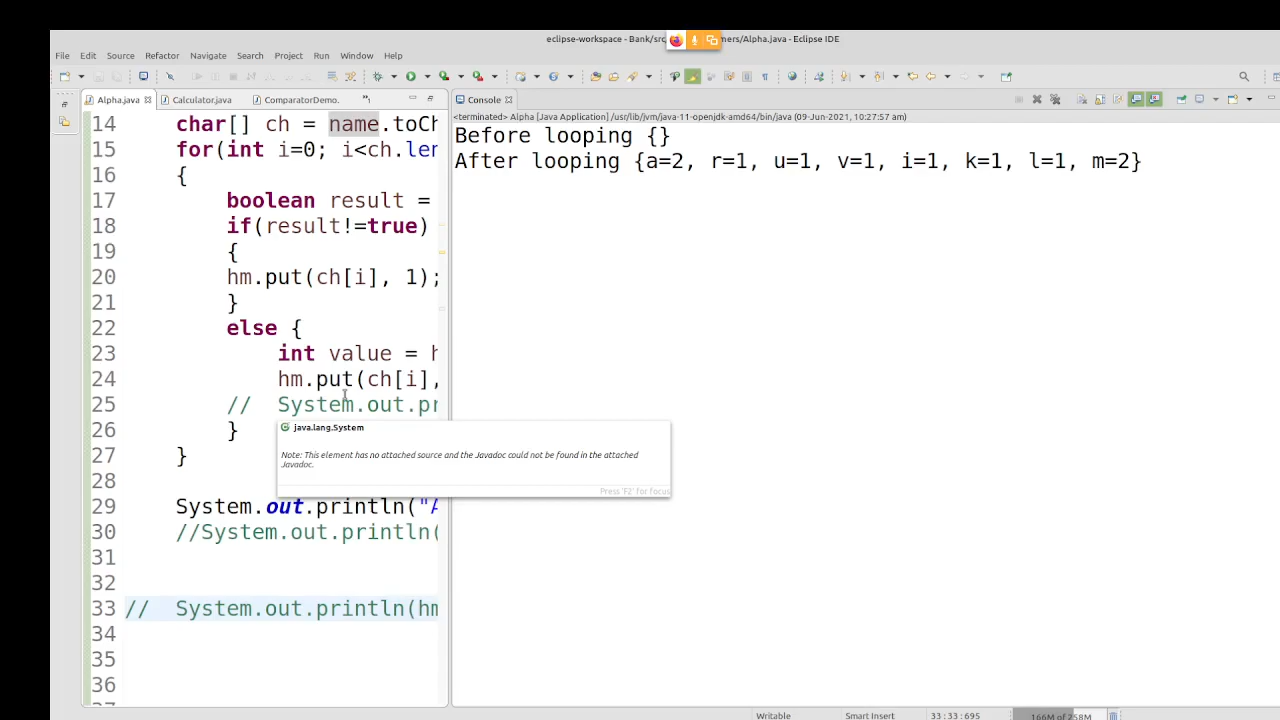 eclipse-workspace - Bank/src mers/Alpha.java - Eclipse IDE
File Edit Source Refactor Navigate Search Project Run Window Help
Alpha.java Calculator.java ComparatorDemo. Console
<terminated> Alpha [Java Application] /usr/lib/jvm/java-11-openjdk-amd64/bin/java (09-Jun-2021, 10:27:57 am)
Before looping {}
After looping {a=2, r=1, u=1, v=1, i=1, k=1, l=1, m=2}
14 char[] ch = name.toCh
15 for(int i=0; i<ch.len
16 {
17 boolean result =
18 if(result!=true)
19 {
20 hm.put(ch[i], 1);
21 }
22 else {
23 int value = h
24 hm.put(ch[i],
25 // System.out.pr
26 }
27 }
28
29 System.out.println("A
30 //System.out.println(
31
32
33 // System.out.println(hm
34
35
36
java.lang.System
Note: This element has no attached source and the Javadoc could not be found in the attached
Javadoc.
Press 'F2' for focus
Writable Smart Insert 33:33:695 166M of 258M